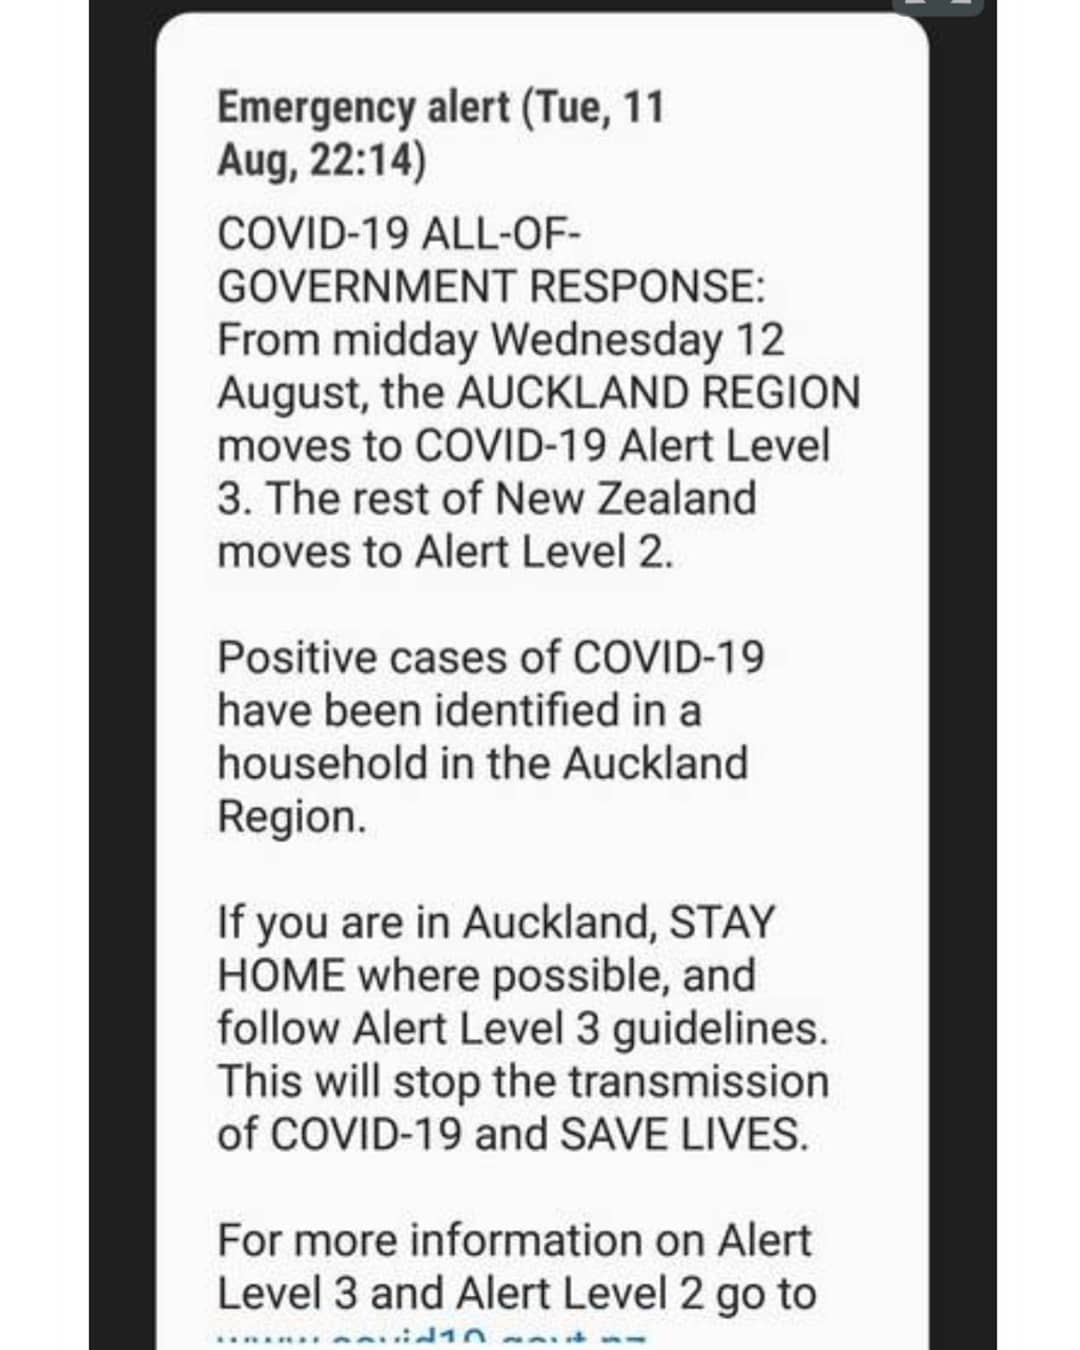 Emergency alert (Tue, 11
Aug, 22:14)
COVID-19 ALL-OF-
GOVERNMENT RESPONSE:
From midday Wednesday 12
August, the AUCKLAND REGION
moves to COVID-19 Alert Level
3. The rest of New Zealand
moves to Alert Level 2.
Positive cases of COVID-19
have been identified in a
household in the Auckland
Region.
If you are in Auckland, STAY
HOME where possible, and
follow Alert Level 3 guidelines.
This will stop the transmission
of COVID-19 and SAVE LIVES.
For more information on Alert
Level 3 and Alert Level 2 go to
www.covid19.govt.nz